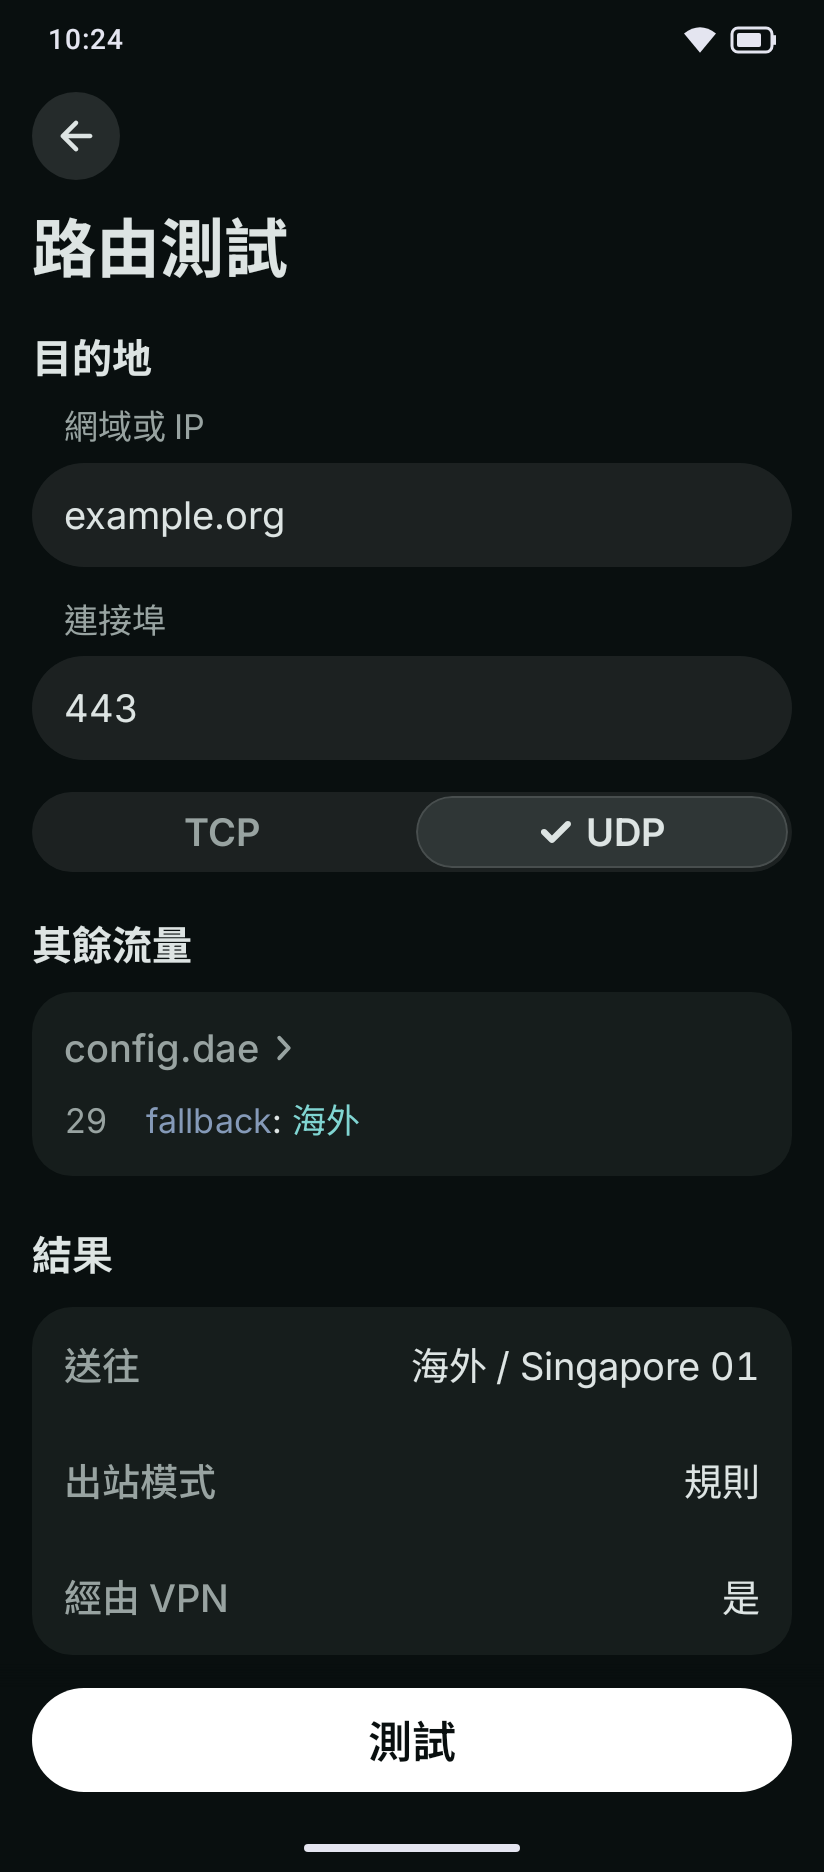 10:24
路由測試
目的地
網域或 IP
example.org
連接埠
443
TCP
UDP
其餘流量
config.dae
29 fallback: 海外
結果
送往 海外 / Singapore 01
出站模式 規則
經由 VPN 是
測試